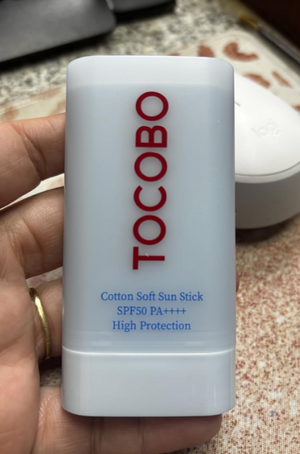 TOCOBO
Cotton Soft Sun Stick
SPF50 PA++++
High Protection